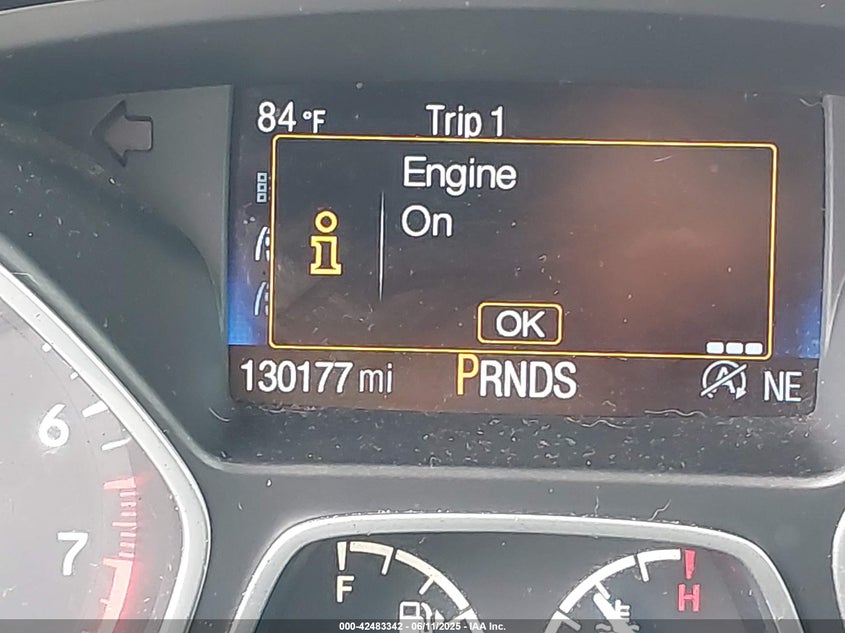 84°F Trip 1
Engine
On
OK
130177 mi PRNDS A NE
6
7
F H
000-42483342 - 06/11/2025 - IAA Inc.